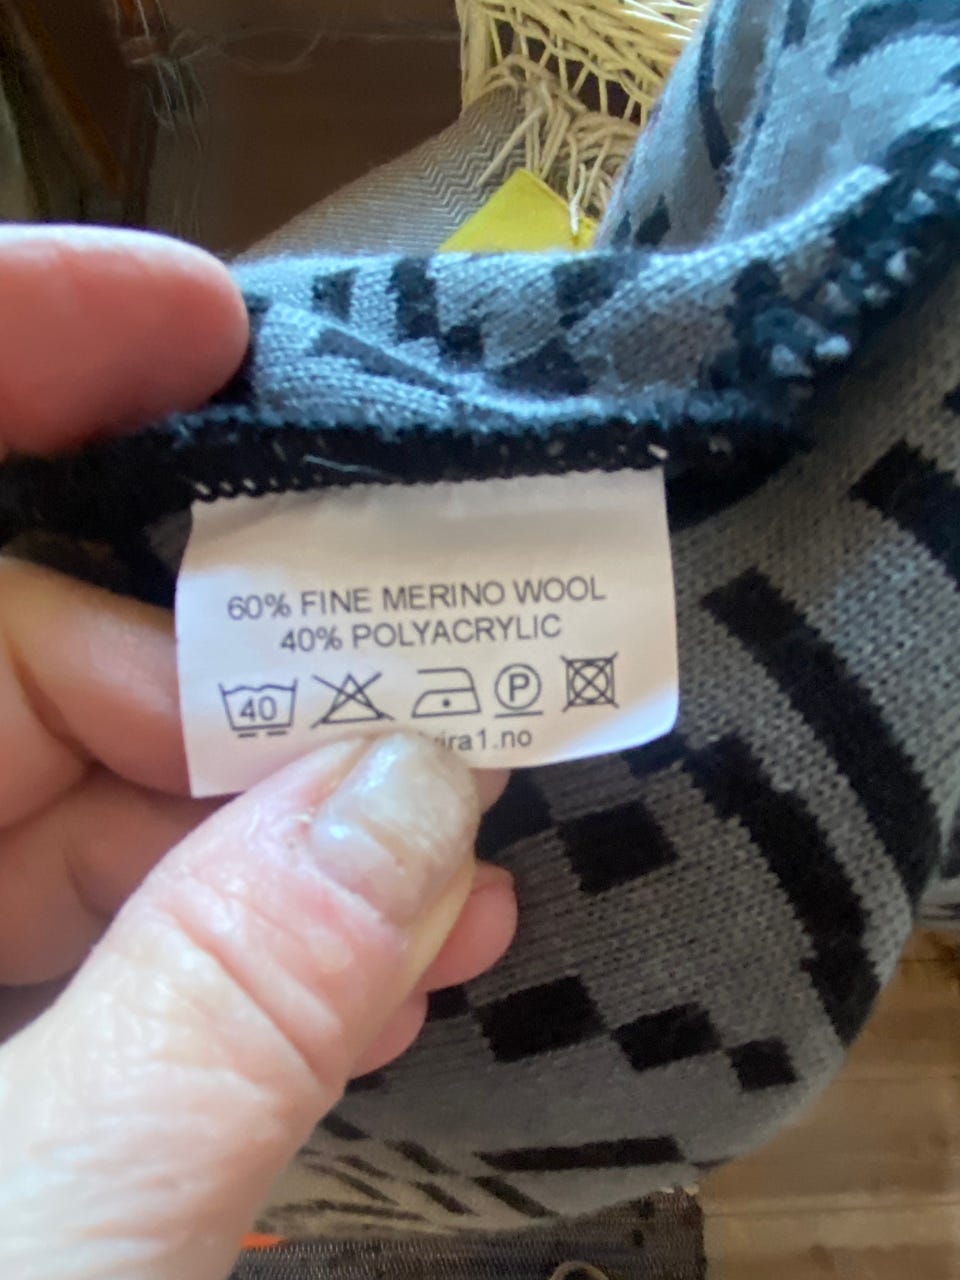 60% FINE MERINO WOOL
40% POLYACRYLIC
40 P